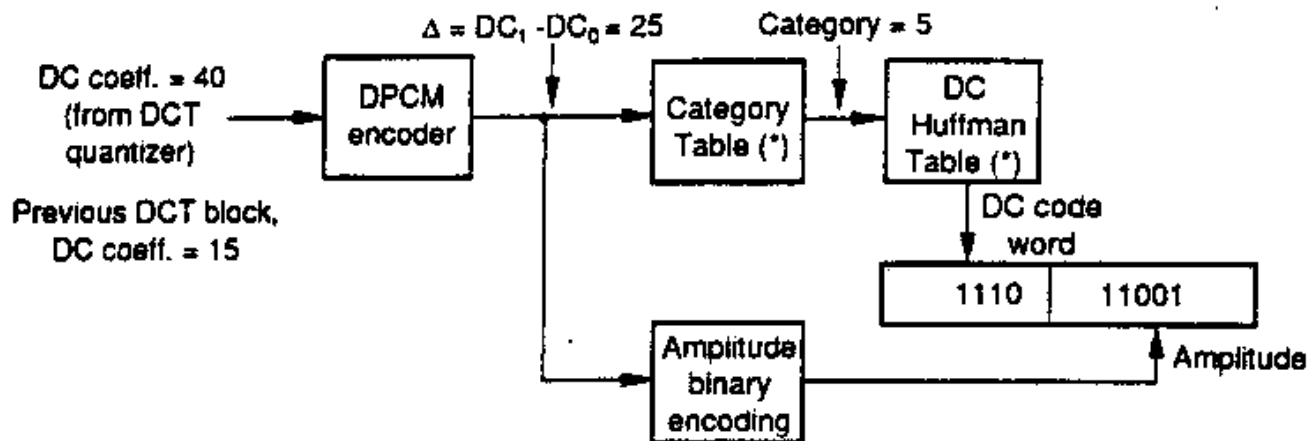 Δ = DC₁ -DC₀ = 25
Category = 5
DC coeff. = 40
(from DCT
quantizer)
DPCM
encoder
Category
Table (*)
DC
Huffman
Table (*)
Previous DCT block,
DC coeff. = 15
DC code
word
1110
11001
Amplitude
binary
encoding
Amplitude